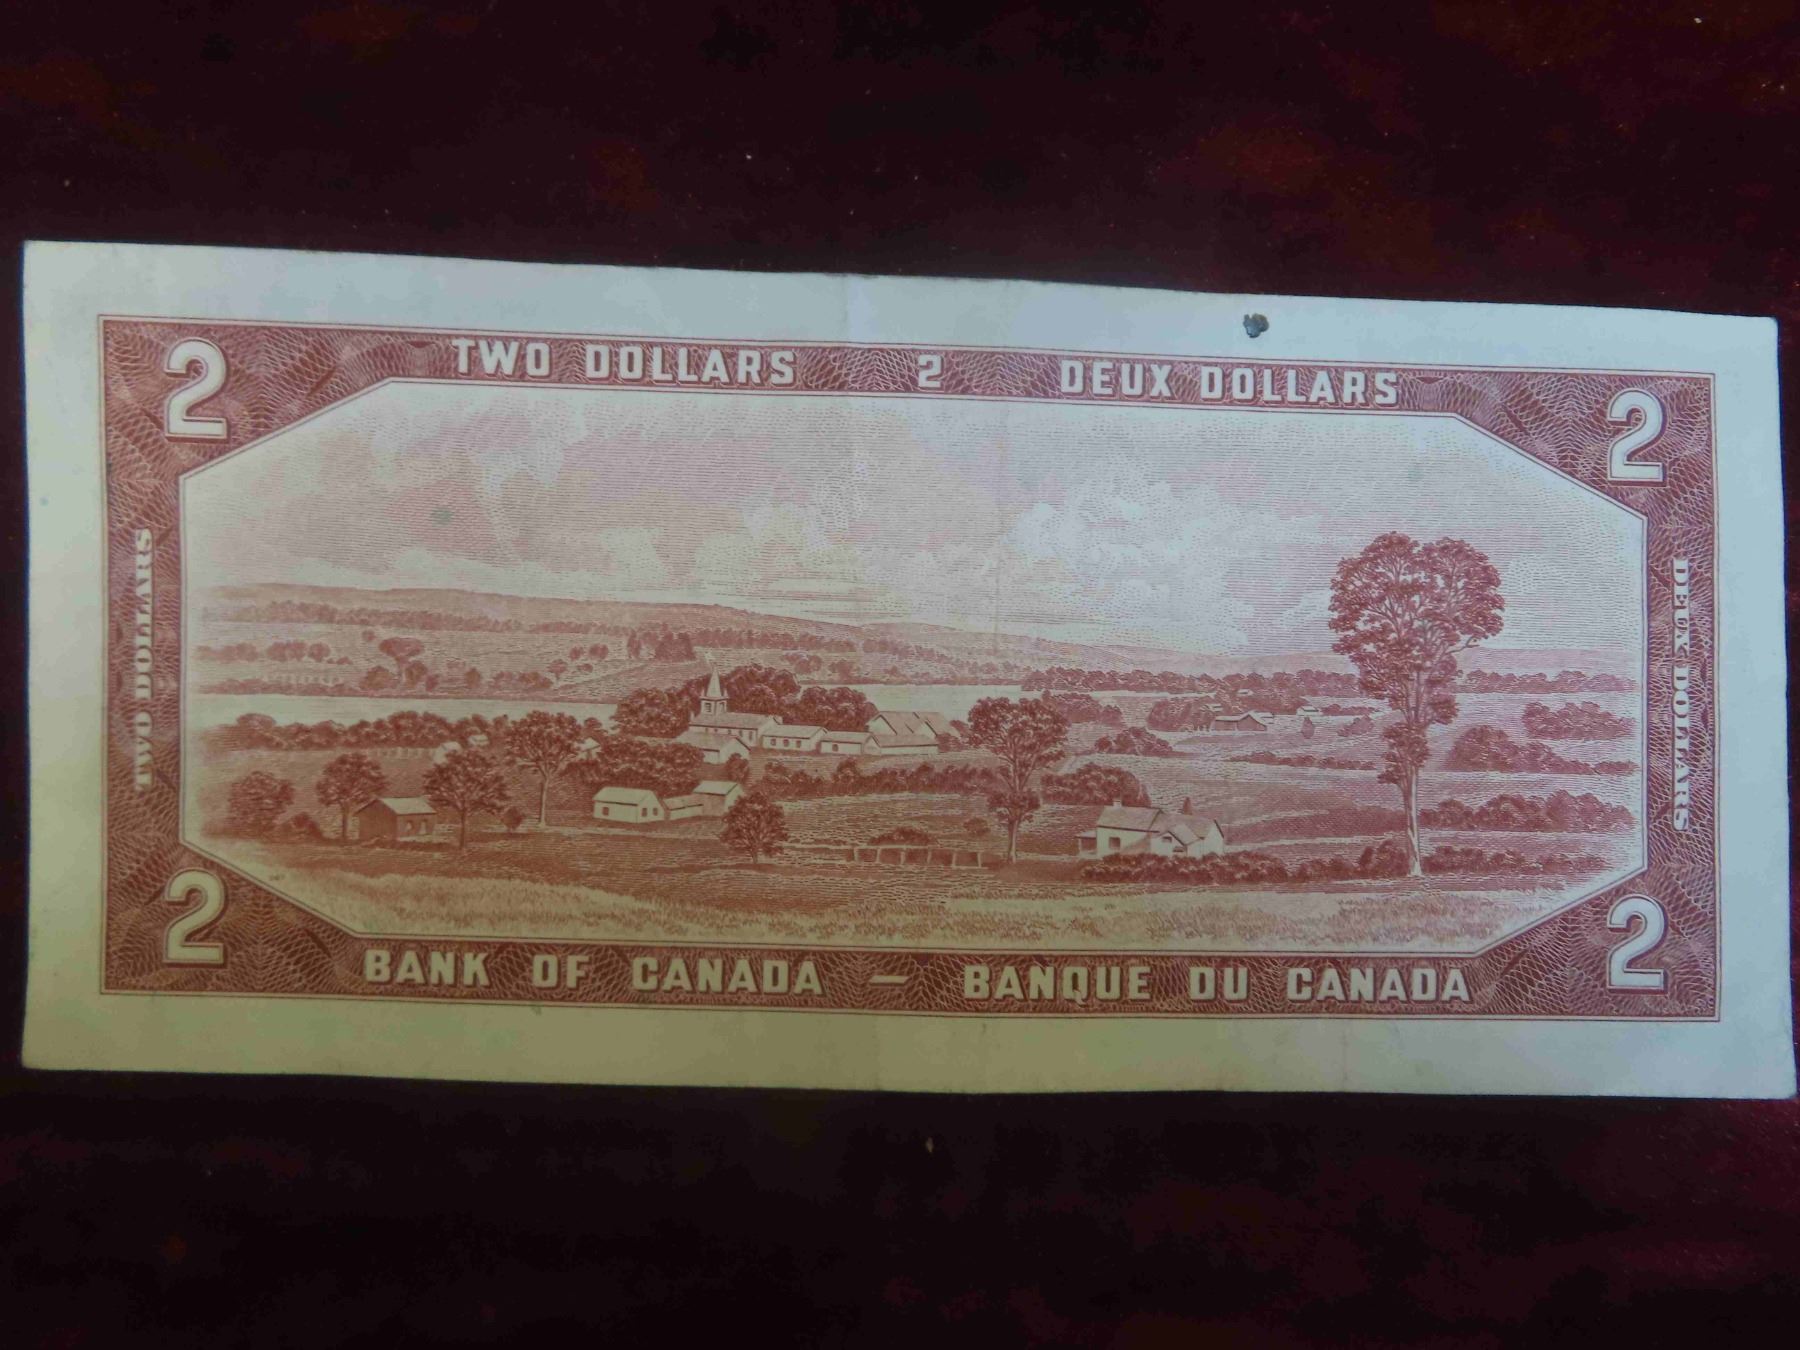 2 TWO DOLLARS 2 DEUX DOLLARS 2
TWO DOLLARS
DEUX DOLLARS
2 BANK OF CANADA — BANQUE DU CANADA 2